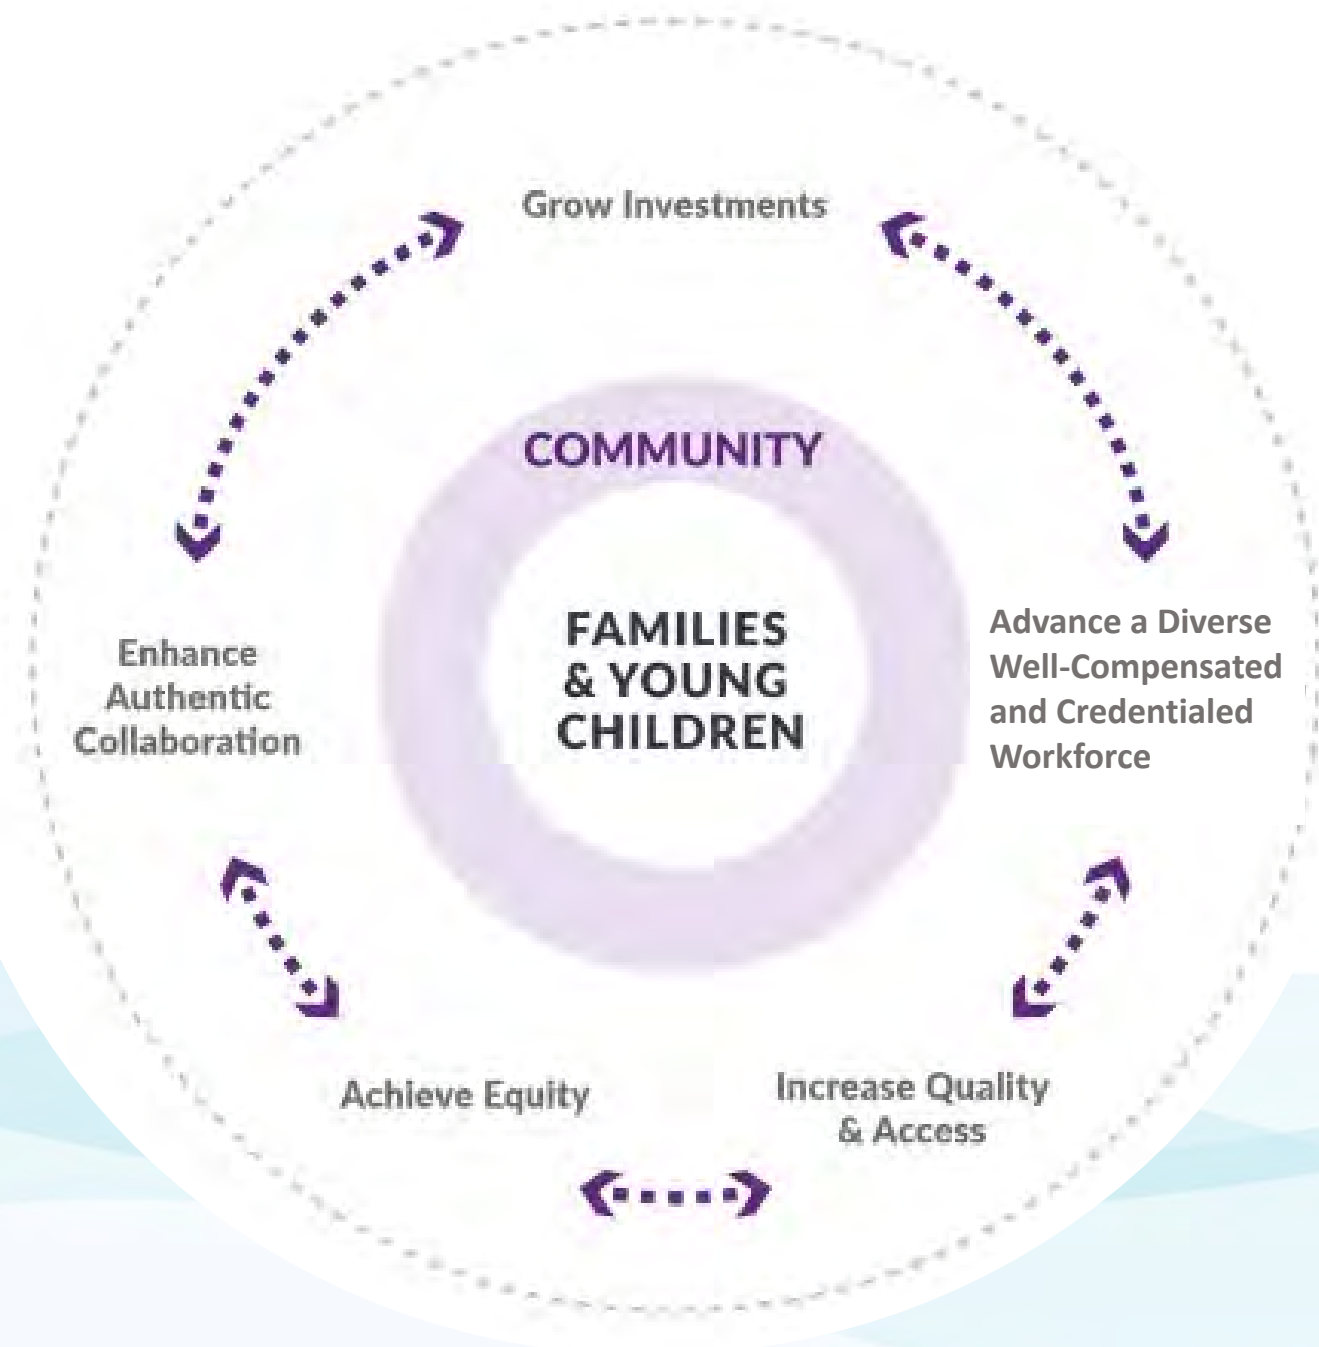 Grow Investments
COMMUNITY
FAMILIES
& YOUNG
CHILDREN
Enhance
Authentic
Collaboration
Advance a Diverse
Well-Compensated
and Credentialed
Workforce
Achieve Equity
Increase Quality
& Access